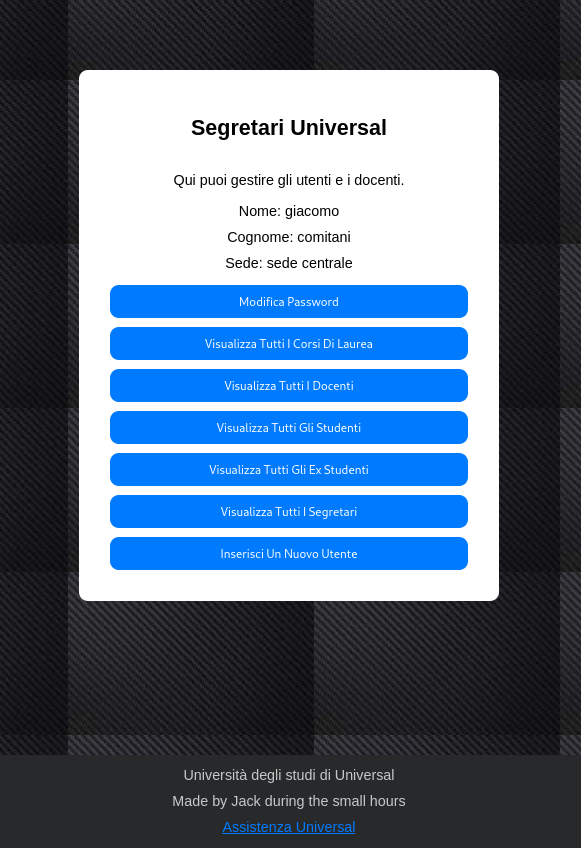 Segretari Universal
Qui puoi gestire gli utenti e i docenti.
Nome: giacomo
Cognome: comitani
Sede: sede centrale
Modifica Password
Visualizza Tutti I Corsi Di Laurea
Visualizza Tutti I Docenti
Visualizza Tutti Gli Studenti
Visualizza Tutti Gli Ex Studenti
Visualizza Tutti I Segretari
Inserisci Un Nuovo Utente
Università degli studi di Universal
Made by Jack during the small hours
Assistenza Universal